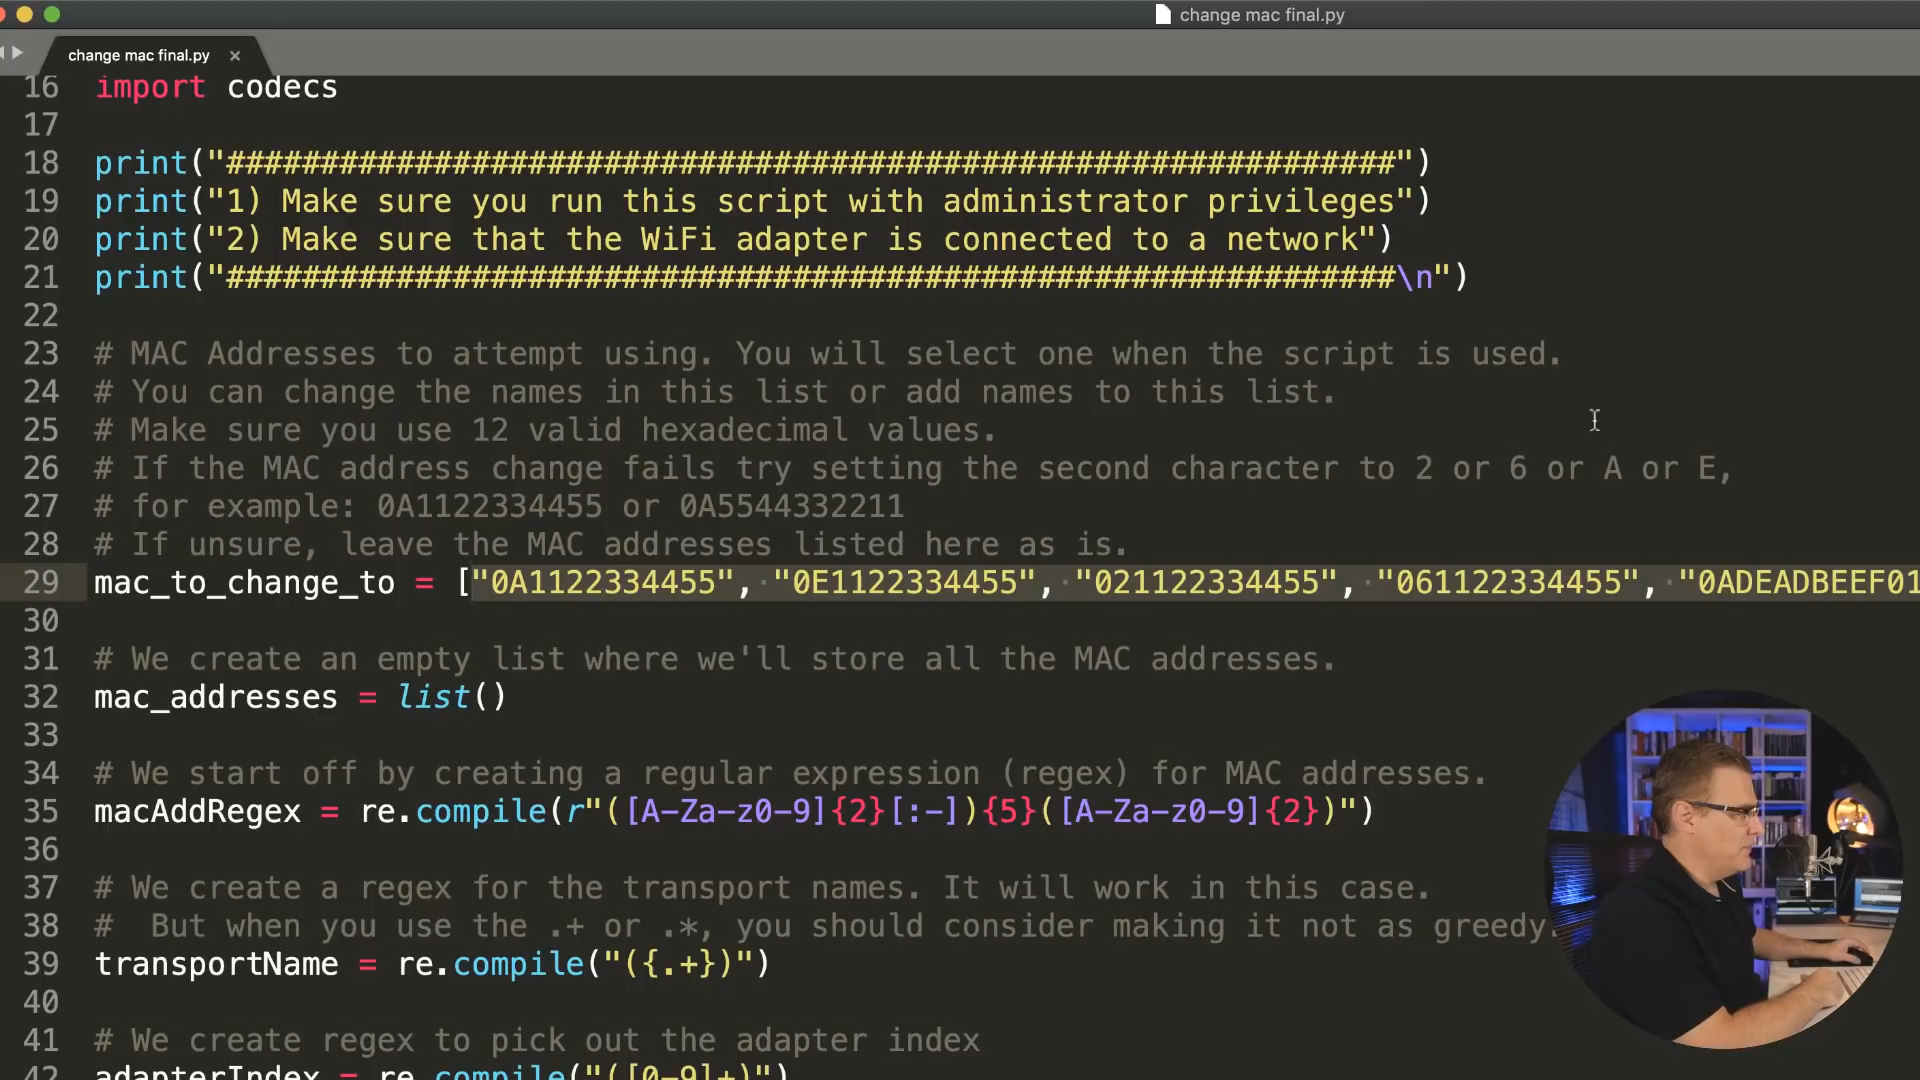 change mac final.py
change mac final.py ×
16 import codecs
17
18 print("##############################################################")
19 print("1) Make sure you run this script with administrator privileges")
20 print("2) Make sure that the WiFi adapter is connected to a network")
21 print("##############################################################\n")
22
23 # MAC Addresses to attempt using. You will select one when the script is used.
24 # You can change the names in this list or add names to this list.
25 # Make sure you use 12 valid hexadecimal values.
26 # If the MAC address change fails try setting the second character to 2 or 6 or A or E,
27 # for example: 0A1122334455 or 0A5544332211
28 # If unsure, leave the MAC addresses listed here as is.
29 mac_to_change_to = ["0A1122334455", "0E1122334455", "021122334455", "061122334455", "0ADEADBEEF01
30
31 # We create an empty list where we'll store all the MAC addresses.
32 mac_addresses = list()
33
34 # We start off by creating a regular expression (regex) for MAC addresses.
35 macAddRegex = re.compile(r"([A-Za-z0-9]{2}[:-]){5}([A-Za-z0-9]{2})")
36
37 # We create a regex for the transport names. It will work in this case.
38 #  But when you use the .+ or .*, you should consider making it not as greedy.
39 transportName = re.compile("({.+})")
40
41 # We create regex to pick out the adapter index
42 adapterIndex = re.compile("([0-9]+)")